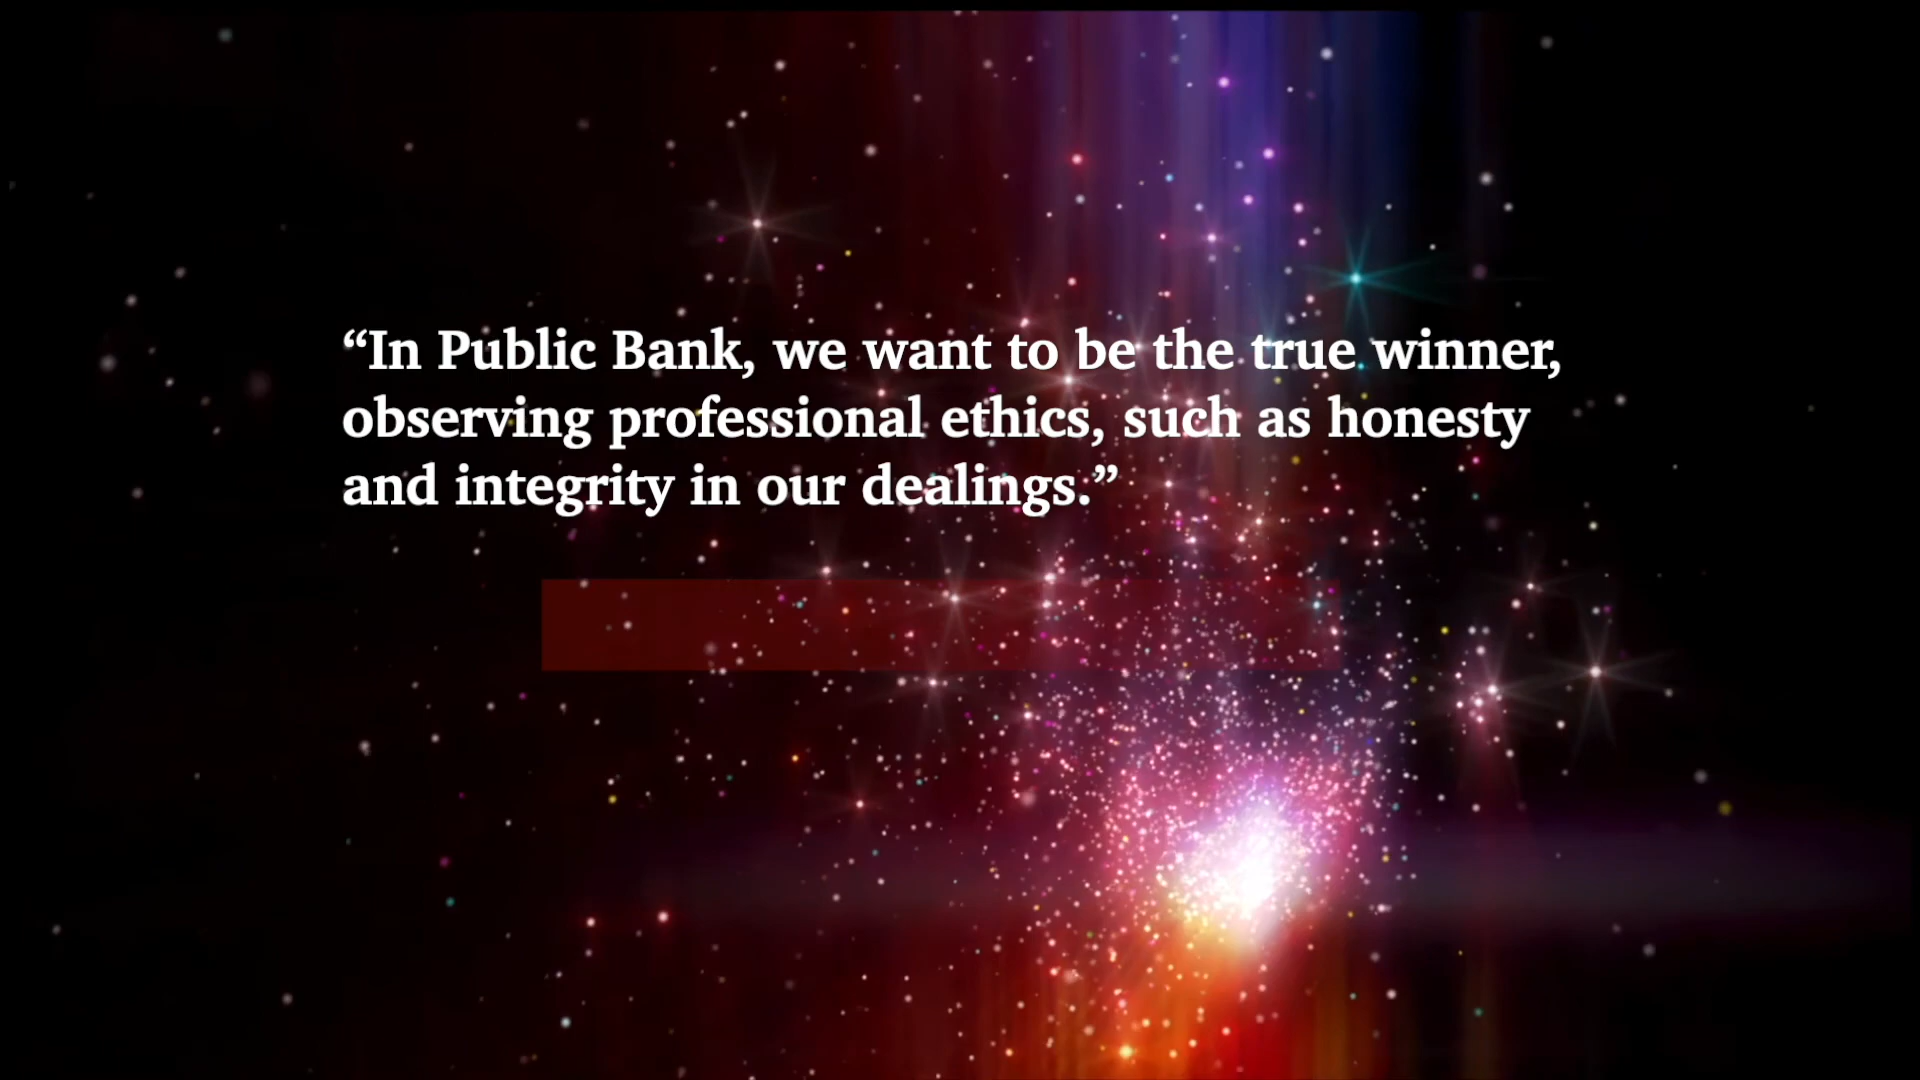 “In Public Bank, we want to be the true winner,
observing professional ethics, such as honesty
and integrity in our dealings.”